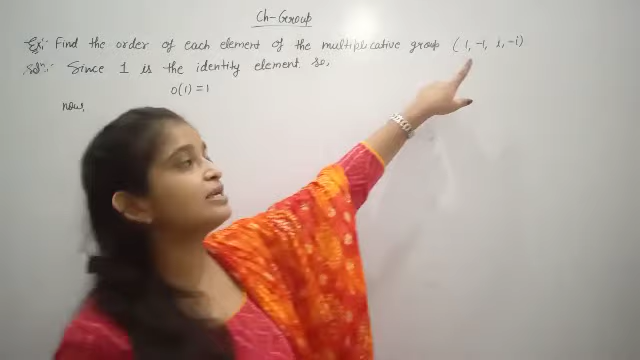 Ch-Group
Ex:- Find the order of each element of the multiplicative group (1, -1, i, -i)
Soln:- Since 1 is the identity element so,
O(1) = 1
now,